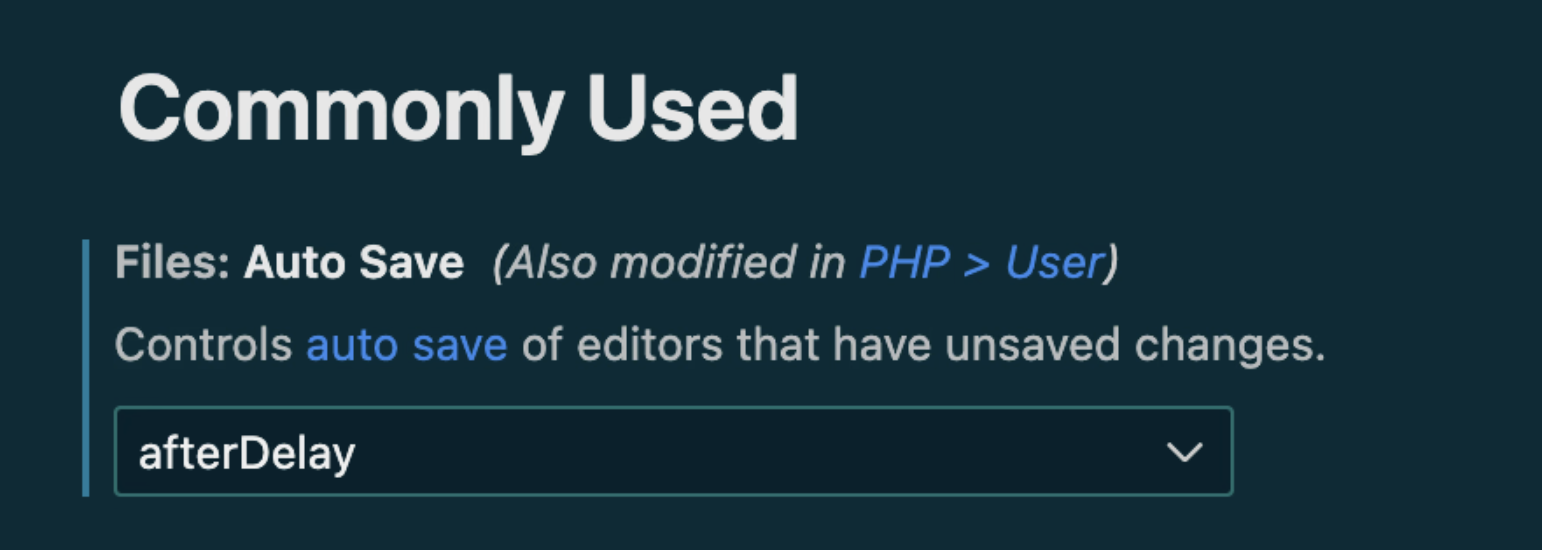 Commonly Used
Files: Auto Save (Also modified in PHP > User)
Controls auto save of editors that have unsaved changes.
afterDelay